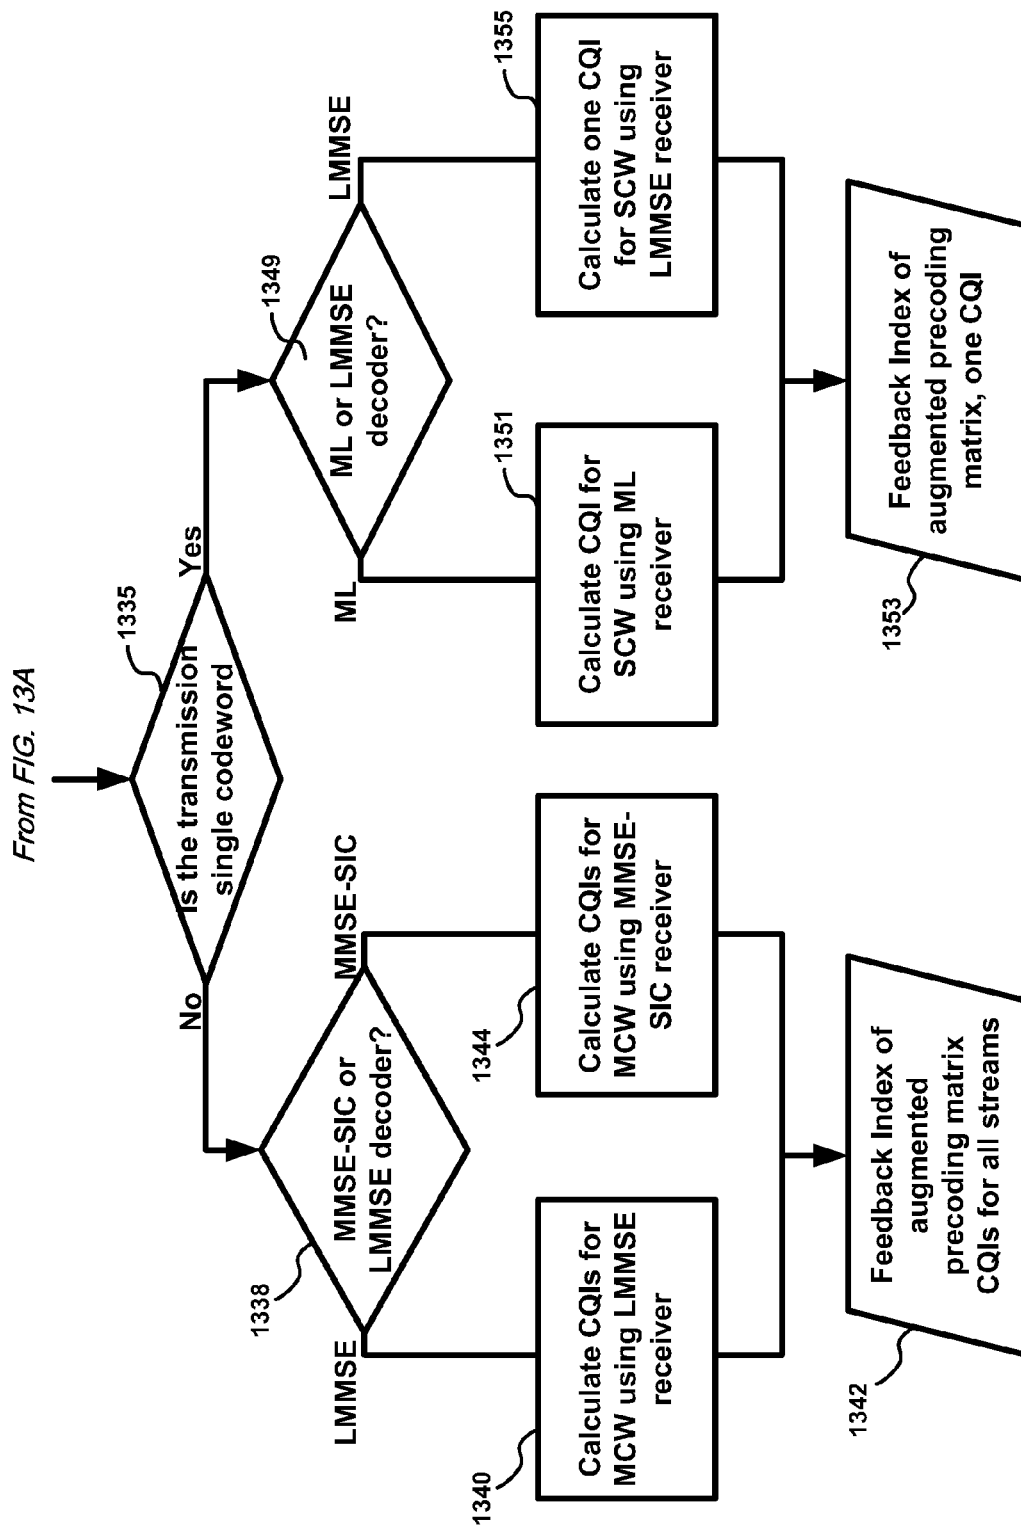 From FIG. 13A
1335
Is the transmission
single codeword
No
Yes
1338
MMSE-SIC or
LMMSE decoder?
LMMSE
MMSE-SIC
1349
ML or LMMSE
decoder?
ML
LMMSE
1340
Calculate CQIs for
MCW using LMMSE
receiver
1344
Calculate CQIs for
MCW using MMSE-
SIC receiver
1351
Calculate CQI for
SCW using ML
receiver
1355
Calculate one CQI
for SCW using
LMMSE receiver
1342
Feedback Index of
augmented
precoding matrix
CQIs for all streams
1353
Feedback Index of
augmented precoding
matrix, one CQI